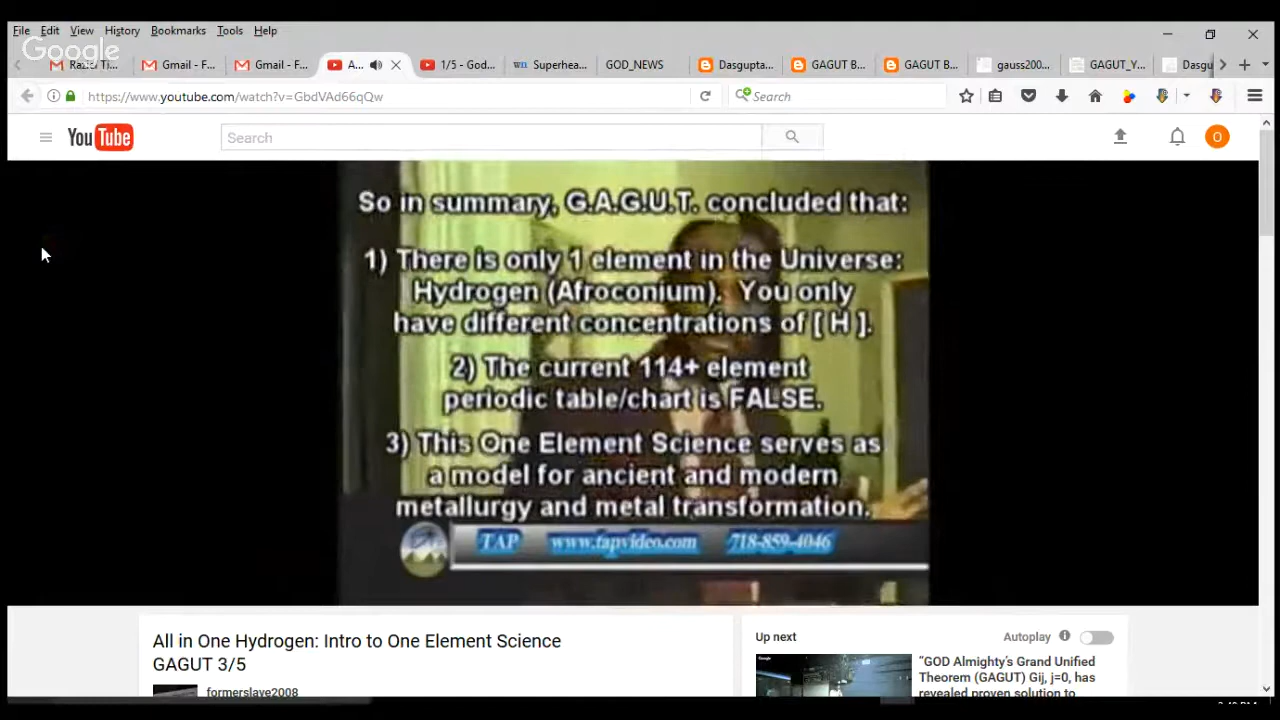 File Edit View History Bookmarks Tools Help
Google
Gmail - F...
Gmail - F...
A...
1/5 - God...
Superhea...
GOD_NEWS
Dasgupta...
GAGUT B...
GAGUT B...
gauss200...
GAGUT_Y...
Dasgu
https://www.youtube.com/watch?v=GbdVAd66qQw
Search
YouTube
Search
O
So in summary, G.A.G.U.T. concluded that:
1) There is only 1 element in the Universe:
Hydrogen (Afroconium). You only
have different concentrations of [ H ].
2) The current 114+ element
periodic table/chart is FALSE.
3) This One Element Science serves as
a model for ancient and modern
metallurgy and metal transformation.
TAP www.tapvideo.com 718-859-4046
All in One Hydrogen: Intro to One Element Science
GAGUT 3/5
formerslave2008
Up next
Autoplay
Google
“GOD Almighty's Grand Unified
Theorem (GAGUT) Gij, j=0, has
revealed proven solution to